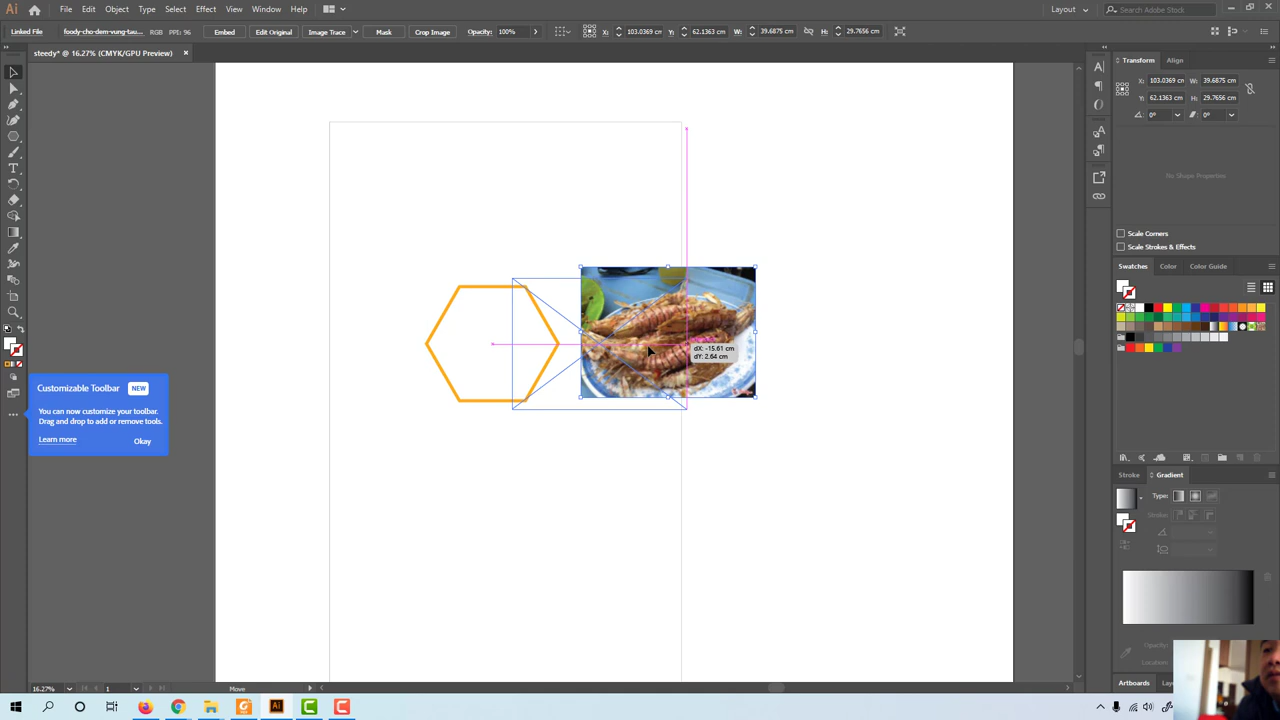 Ai File Edit Object Type Select Effect View Window Help Layout Search Adobe Stock
Linked File foody-cho-dem-vung-tau... RGB PPI: 96 Embed Edit Original Image Trace Mask Crop Image Opacity: 100% X: 103.0369 cm Y: 62.1363 cm W: 39.6875 cm H: 29.7656 cm
steedy* @ 16.27% (CMYK/GPU Preview)
Transform Align
X: 103.0369 cm W: 39.6875 cm
Y: 62.1363 cm H: 29.7656 cm
0° 0°
No Shape Properties
Scale Corners
Scale Strokes & Effects
Swatches Color Color Guide
dX: -15.61 cm
dY: 2.64 cm
Customizable Toolbar NEW
You can now customize your toolbar.
Drag and drop to add or remove tools.
Learn more Okay
Stroke Gradient
Type:
Stroke:
Opacity:
Locations
Artboards
16.27% 1 Move
Ai